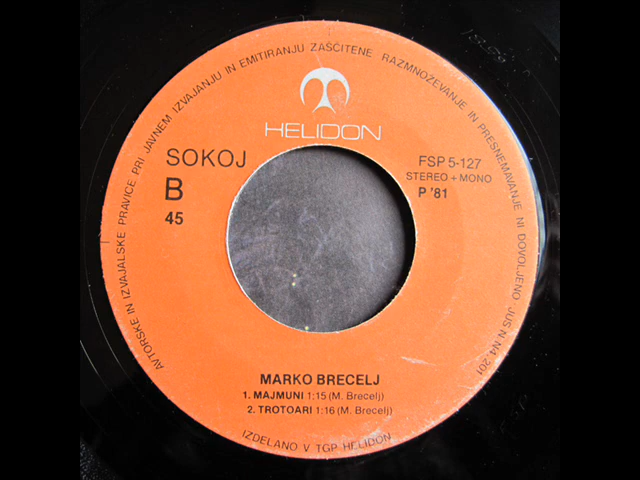 AVTORSKE IN IZVAJALSKE PRAVICE PRI JAVNEM IZVAJANJU IN EMITIRANJU ZAŠČITENE RAZMNOŽEVANJE IN PRESNEMAVANJE NI DOVOLJENO · JUS N N4.201
HELIDON
SOKOJ
B
45
FSP 5-127
STEREO + MONO
P '81
MARKO BRECELJ
1. MAJMUNI 1:15 (M. Brecelj)
2. TROTOARI 1:16 (M. Brecelj)
IZDELANO V TGP HELIDON